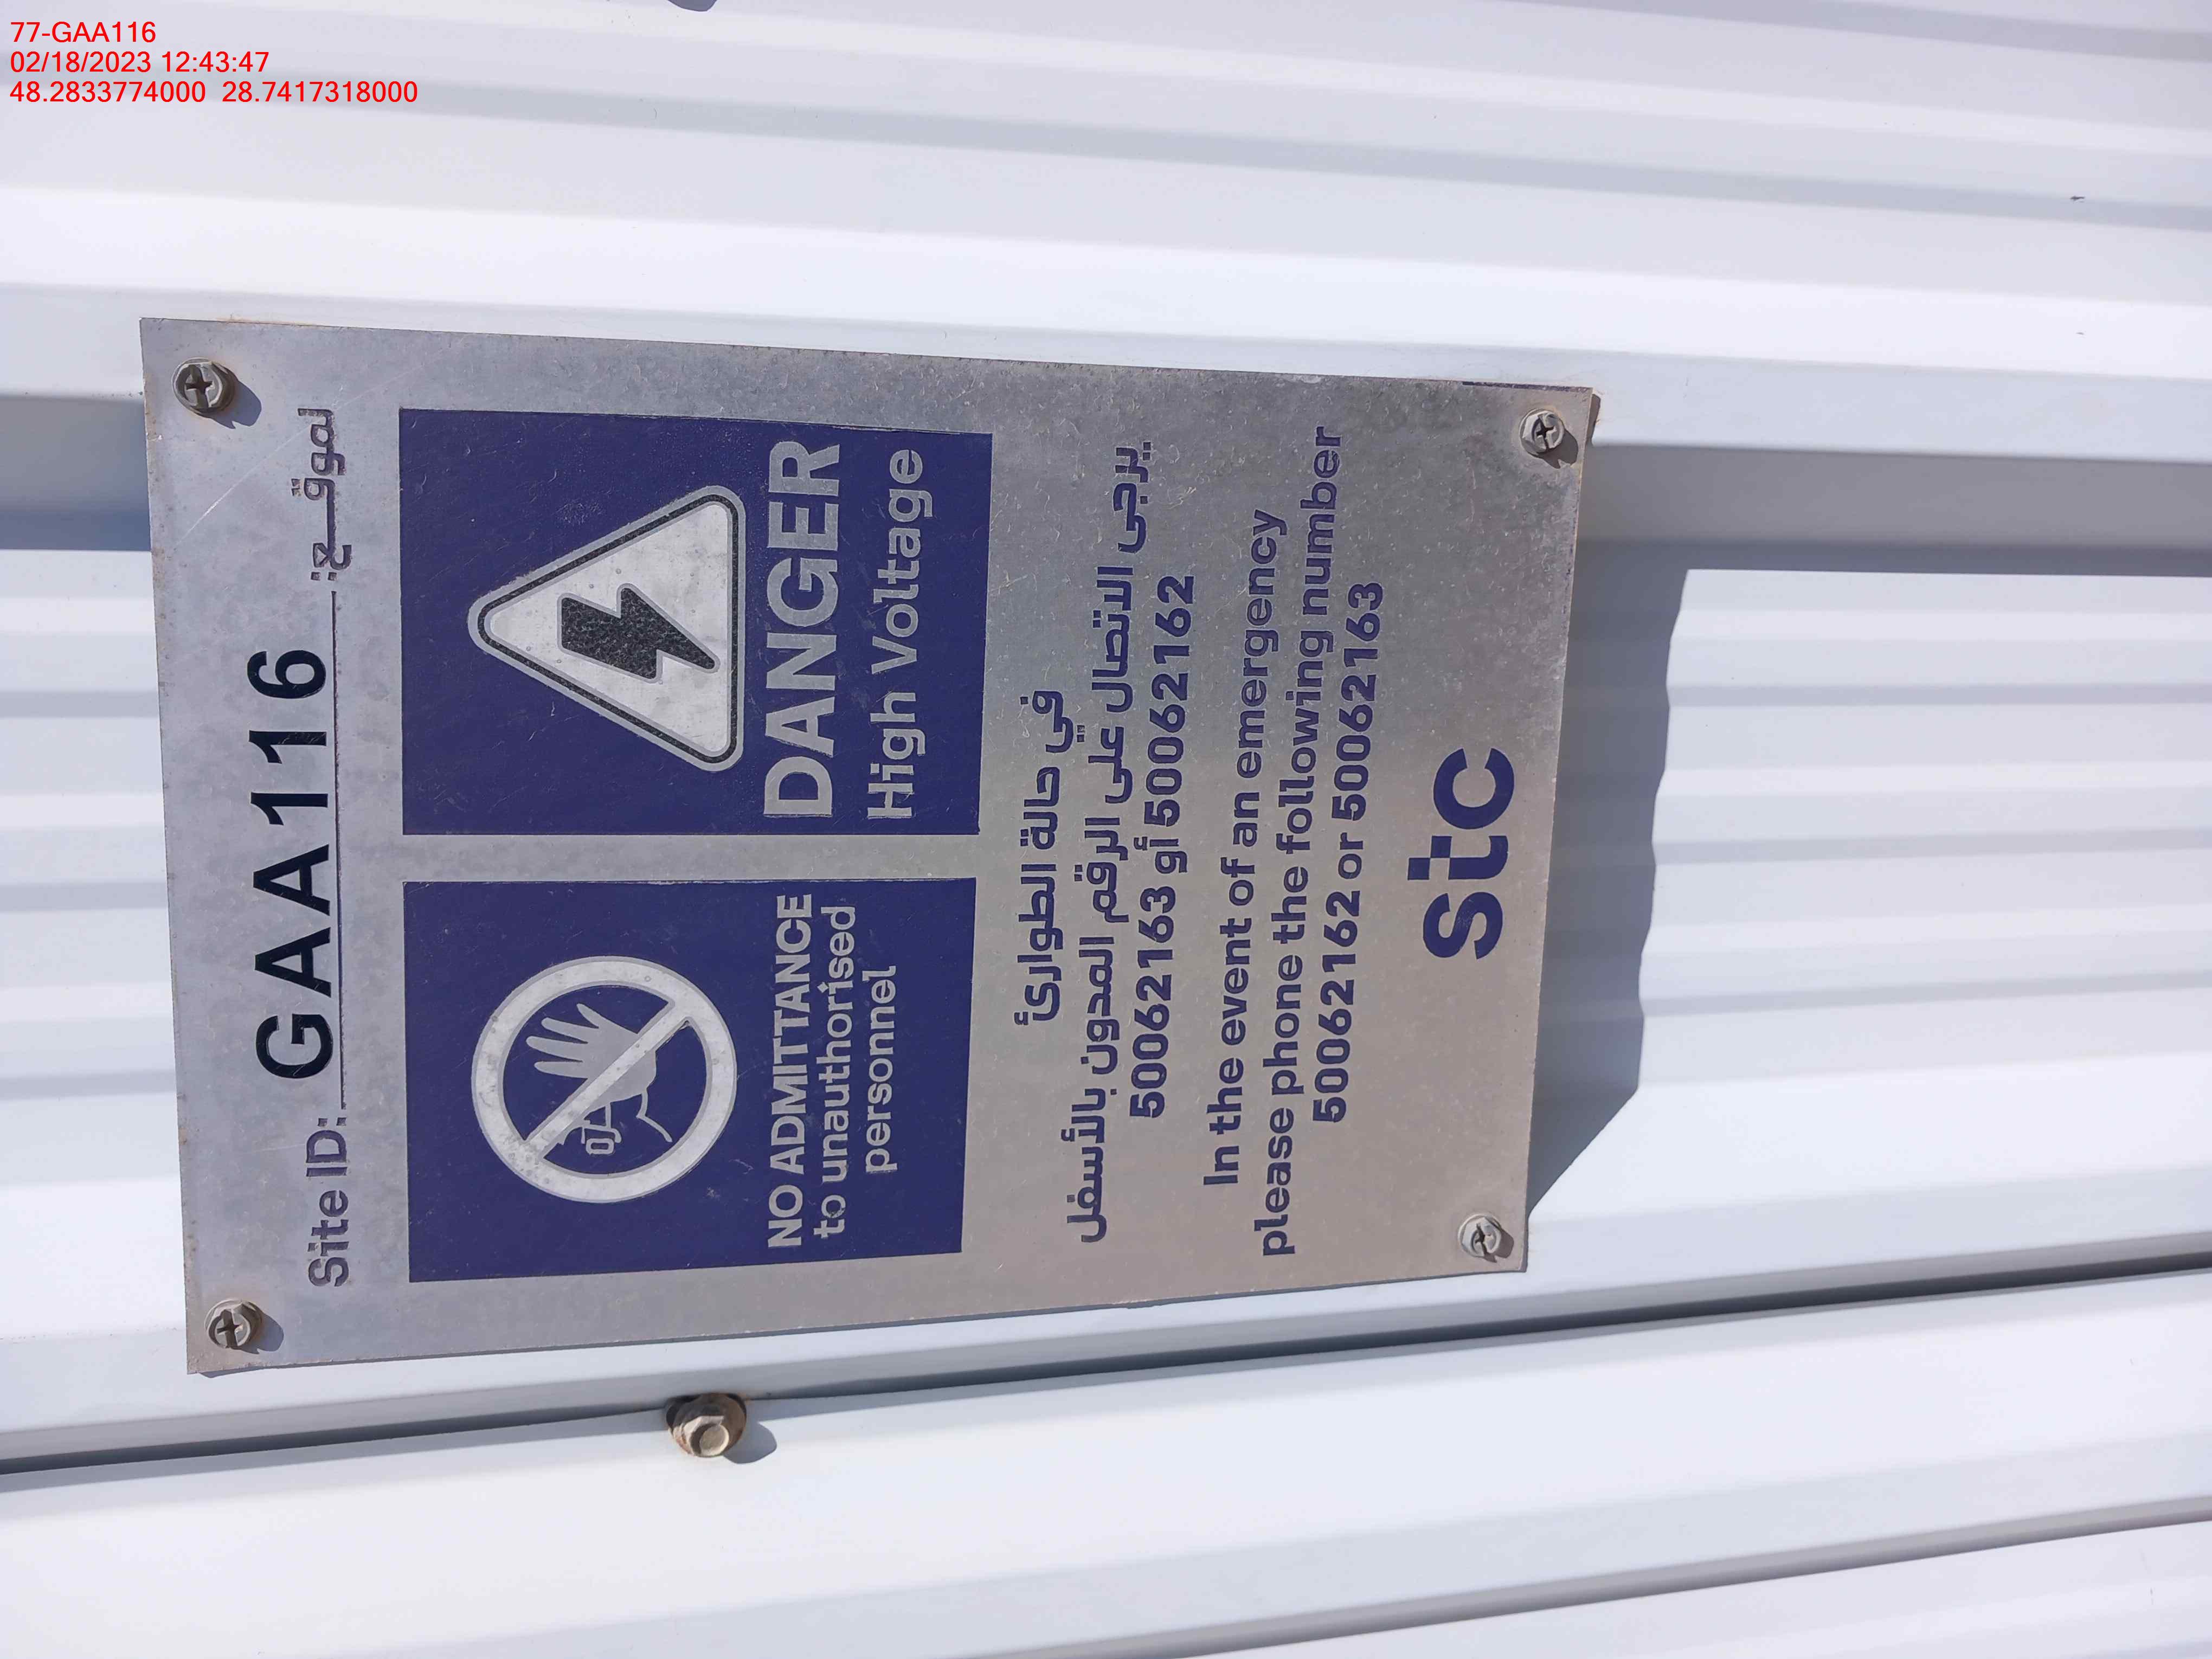 77-GAA116
02/18/2023 12:43:47
48.2833774000 28.7417318000
Site ID: GAA116 لموقع:
NO ADMITTANCE
to unauthorised
personnel
DANGER
High Voltage
في حالة الطوارئ
يرجى الاتصال على الرقم المدون بالأسفل
50062163 أو 50062162
In the event of an emergency
please phone the following number
50062162 or 50062163
stc